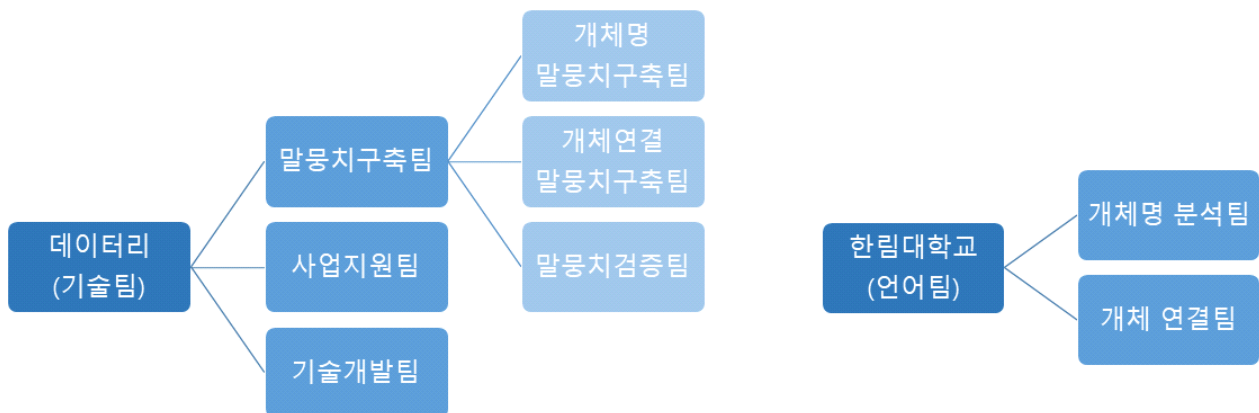 데이터리
(기술팀)
말뭉치구축팀
사업지원팀
기술개발팀
개체명
말뭉치구축팀
개체연결
말뭉치구축팀
말뭉치검증팀
한림대학교
(언어팀)
개체명 분석팀
개체 연결팀